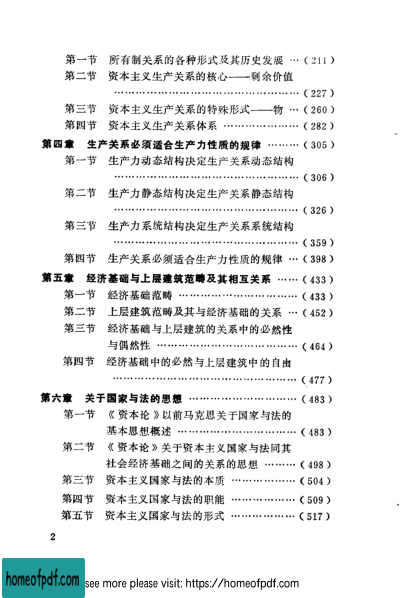 第一节 所有制关系的各种形式及其历史发展 …(211)
第二节 资本主义生产关系的核心——剩余价值
……………………………………(227)
第三节 资本主义生产关系的特殊形式——物 …(260)
第四节 资本主义生产关系体系 ………………(282)
第四章 生产关系必须适合生产力性质的规律 ………(305)
第一节 生产力动态结构决定生产关系动态结构
……………………………………(306)
第二节 生产力静态结构决定生产关系静态结构
……………………………………(326)
第三节 生产力系统结构决定生产关系系统结构
……………………………………(359)
第四节 生产关系必须适合生产力性质的规律 …(398)
第五章 经济基础与上层建筑范畴及其相互关系 ……(433)
第一节 经济基础范畴 …………………………(433)
第二节 上层建筑范畴及其与经济基础的关系 …(452)
第三节 经济基础与上层建筑的关系中的必然性
与偶然性 ……………………………(464)
第四节 经济基础中的必然与上层建筑中的自由
……………………………………(477)
第六章 关于国家与法的思想 ………………………(483)
第一节 《资本论》以前马克思关于国家与法的
基本思想概述 ………………………(483)
第二节 《资本论》关于资本主义国家与法同其
社会经济基础之间的关系的思想 ………(498)
第三节 资本主义国家与法的本质 ……………(504)
第四节 资本主义国家与法的职能 ……………(509)
第五节 资本主义国家与法的形式 ……………(517)
2
homeofpdf.com
see more please visit: https://homeofpdf.com